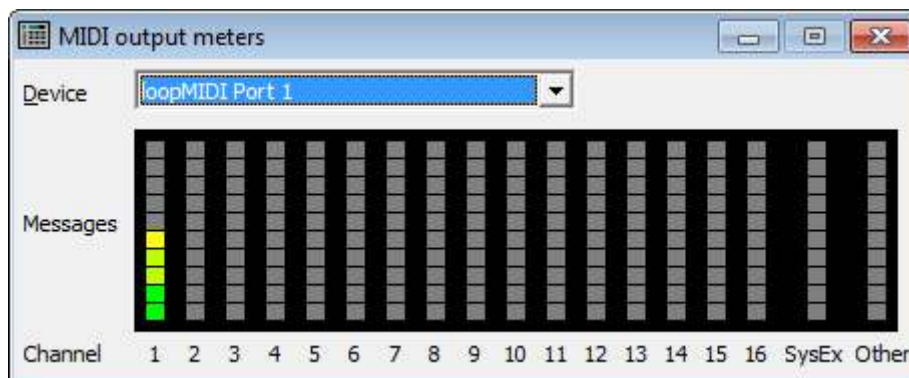 MIDI output meters
Device oopMIDI Port 1
Messages
Channel 1 2 3 4 5 6 7 8 9 10 11 12 13 14 15 16 SysEx Other